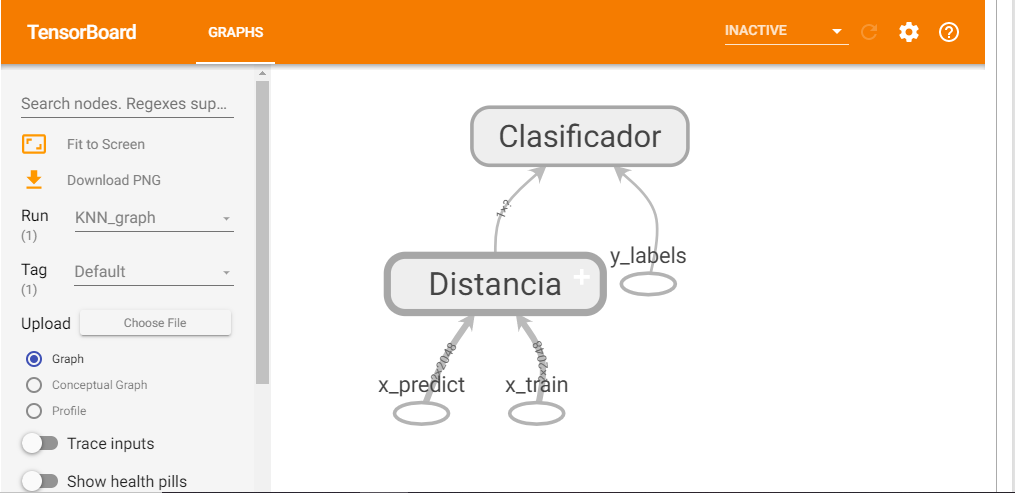 TensorBoard
GRAPHS
INACTIVE
Search nodes. Regexes sup...
Fit to Screen
Download PNG
Run
(1)
KNN_graph
Tag
(1)
Default
Upload
Choose File
Graph
Conceptual Graph
Profile
Trace inputs
Show health pills
Clasificador
1×?
Distancia
y_labels
?×2048
?×2048
x_predict
x_train